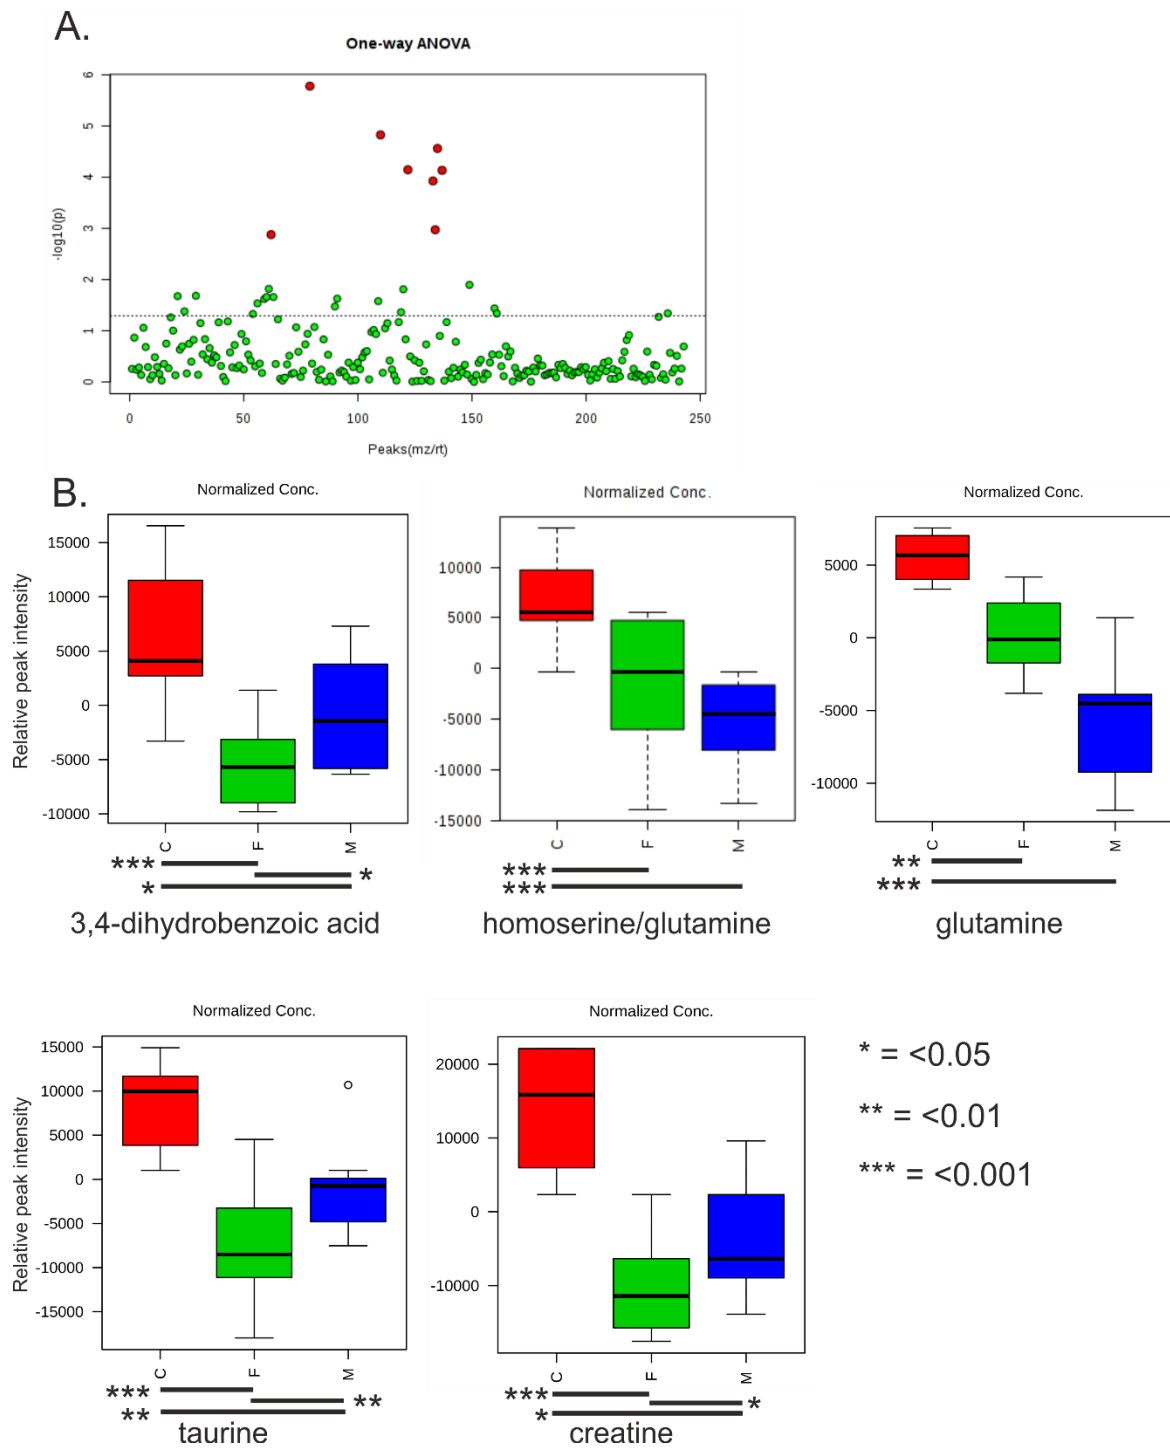 A.
One-way ANOVA
-log10(p)
6
5
4
3
2
1
0
0 50 100 150 200 250
Peaks(mz/rt)
B.
Normalized Conc.
Relative peak intensity
15000
10000
5000
0
-5000
-10000
C F M
***
* *
3,4-dihydrobenzoic acid
Normalized Conc.
10000
5000
0
-5000
-10000
-15000
C F M
***
***
homoserine/glutamine
Normalized Conc.
5000
0
-5000
-10000
C F M
**
***
glutamine
Normalized Conc.
Relative peak intensity
15000
10000
5000
0
-5000
-10000
-15000
C F M
*** **
**
taurine
Normalized Conc.
20000
10000
0
-10000
C F M
*** *
*
creatine
* = <0.05
** = <0.01
*** = <0.001